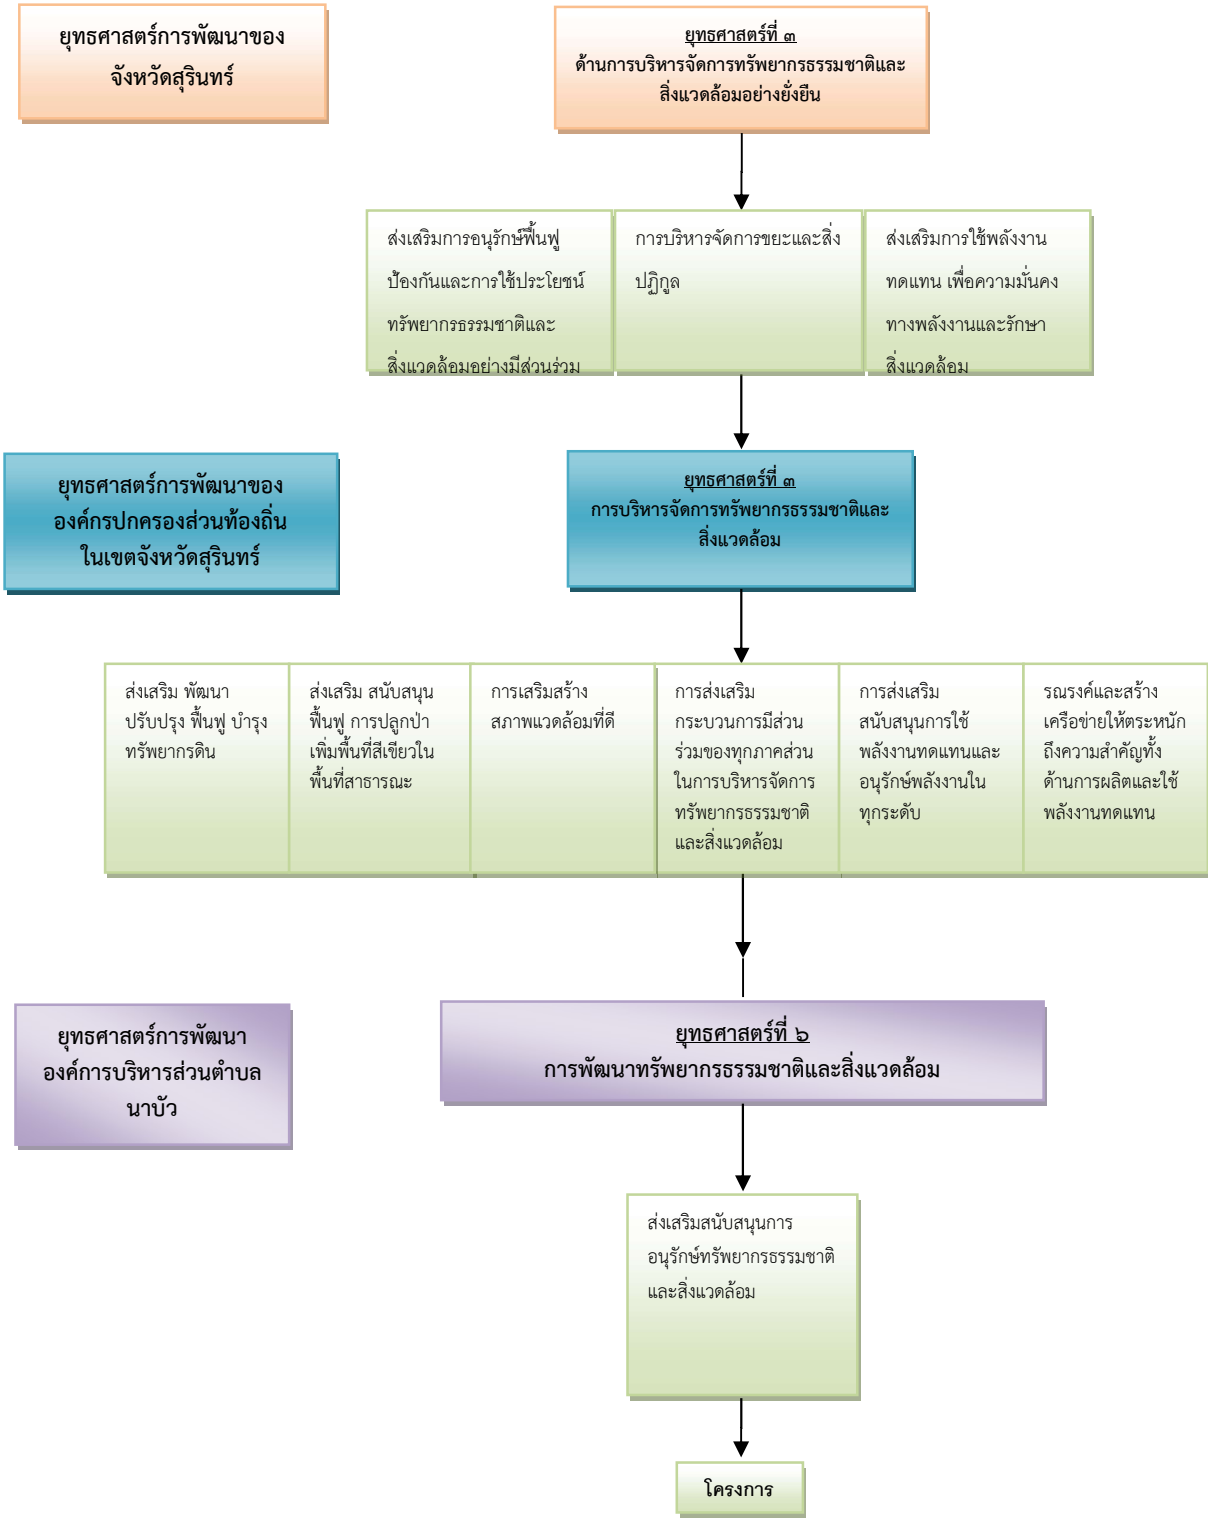 ยุทธศาสตร์การพัฒนาของ
จังหวัดสุรินทร์
ยุทธศาสตร์ที่ ๓
ด้านการบริหารจัดการทรัพยากรธรรมชาติและ
สิ่งแวดล้อมอย่างยั่งยืน
ส่งเสริมการอนุรักษ์ฟื้นฟู
ป้องกันและการใช้ประโยชน์
ทรัพยากรธรรมชาติและ
สิ่งแวดล้อมอย่างมีส่วนร่วม
การบริหารจัดการขยะและสิ่ง
ปฏิกูล
ส่งเสริมการใช้พลังงาน
ทดแทน เพื่อความมั่นคง
ทางพลังงานและรักษา
สิ่งแวดล้อม
ยุทธศาสตร์การพัฒนาของ
องค์กรปกครองส่วนท้องถิ่น
ในเขตจังหวัดสุรินทร์
ยุทธศาสตร์ที่ ๓
การบริหารจัดการทรัพยากรธรรมชาติและ
สิ่งแวดล้อม
ส่งเสริม พัฒนา
ปรับปรุง ฟื้นฟู บำรุง
ทรัพยากรดิน
ส่งเสริม สนับสนุน
ฟื้นฟู การปลูกป่า
เพิ่มพื้นที่สีเขียวใน
พื้นที่สาธารณะ
การเสริมสร้าง
สภาพแวดล้อมที่ดี
การส่งเสริม
กระบวนการมีส่วน
ร่วมของทุกภาคส่วน
ในการบริหารจัดการ
ทรัพยากรธรรมชาติ
และสิ่งแวดล้อม
การส่งเสริม
สนับสนุนการใช้
พลังงานทดแทนและ
อนุรักษ์พลังงานใน
ทุกระดับ
รณรงค์และสร้าง
เครือข่ายให้ตระหนัก
ถึงความสำคัญทั้ง
ด้านการผลิตและใช้
พลังงานทดแทน
ยุทธศาสตร์การพัฒนา
องค์การบริหารส่วนตำบล
นาบัว
ยุทธศาสตร์ที่ ๖
การพัฒนาทรัพยากรธรรมชาติและสิ่งแวดล้อม
ส่งเสริมสนับสนุนการ
อนุรักษ์ทรัพยากรธรรมชาติ
และสิ่งแวดล้อม
โครงการ